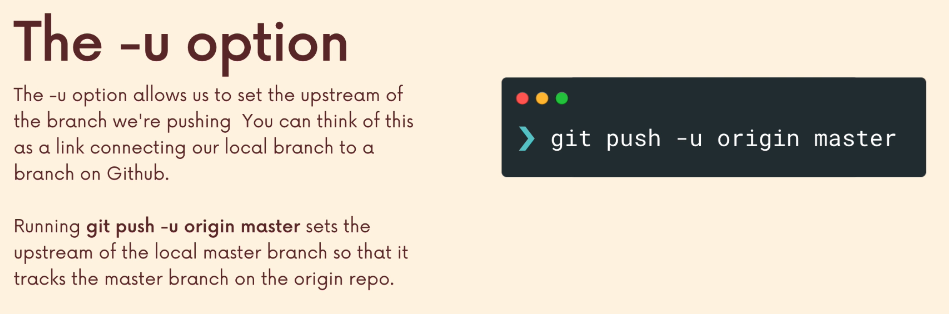 The -u option
The -u option allows us to set the upstream of
the branch we're pushing  You can think of this
as a link connecting our local branch to a
branch on Github.
Running git push -u origin master sets the
upstream of the local master branch so that it
tracks the master branch on the origin repo.
❯ git push -u origin master